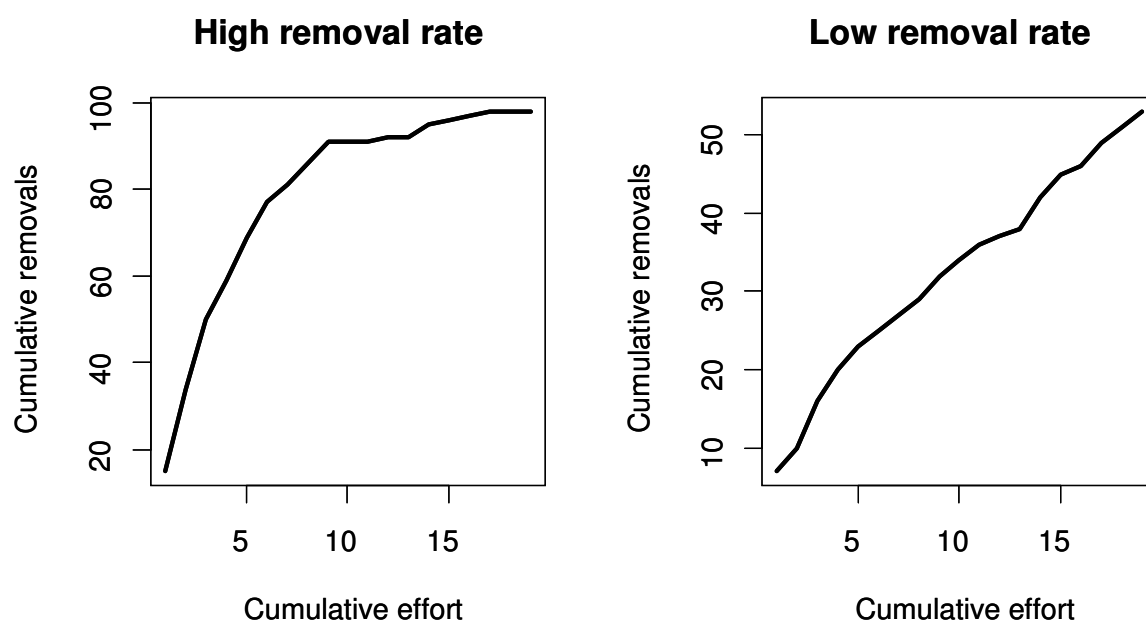 High removal rate
Cumulative removals
100
80
60
40
20
5 10 15
Cumulative effort
Low removal rate
Cumulative removals
50
40
30
20
10
5 10 15
Cumulative effort